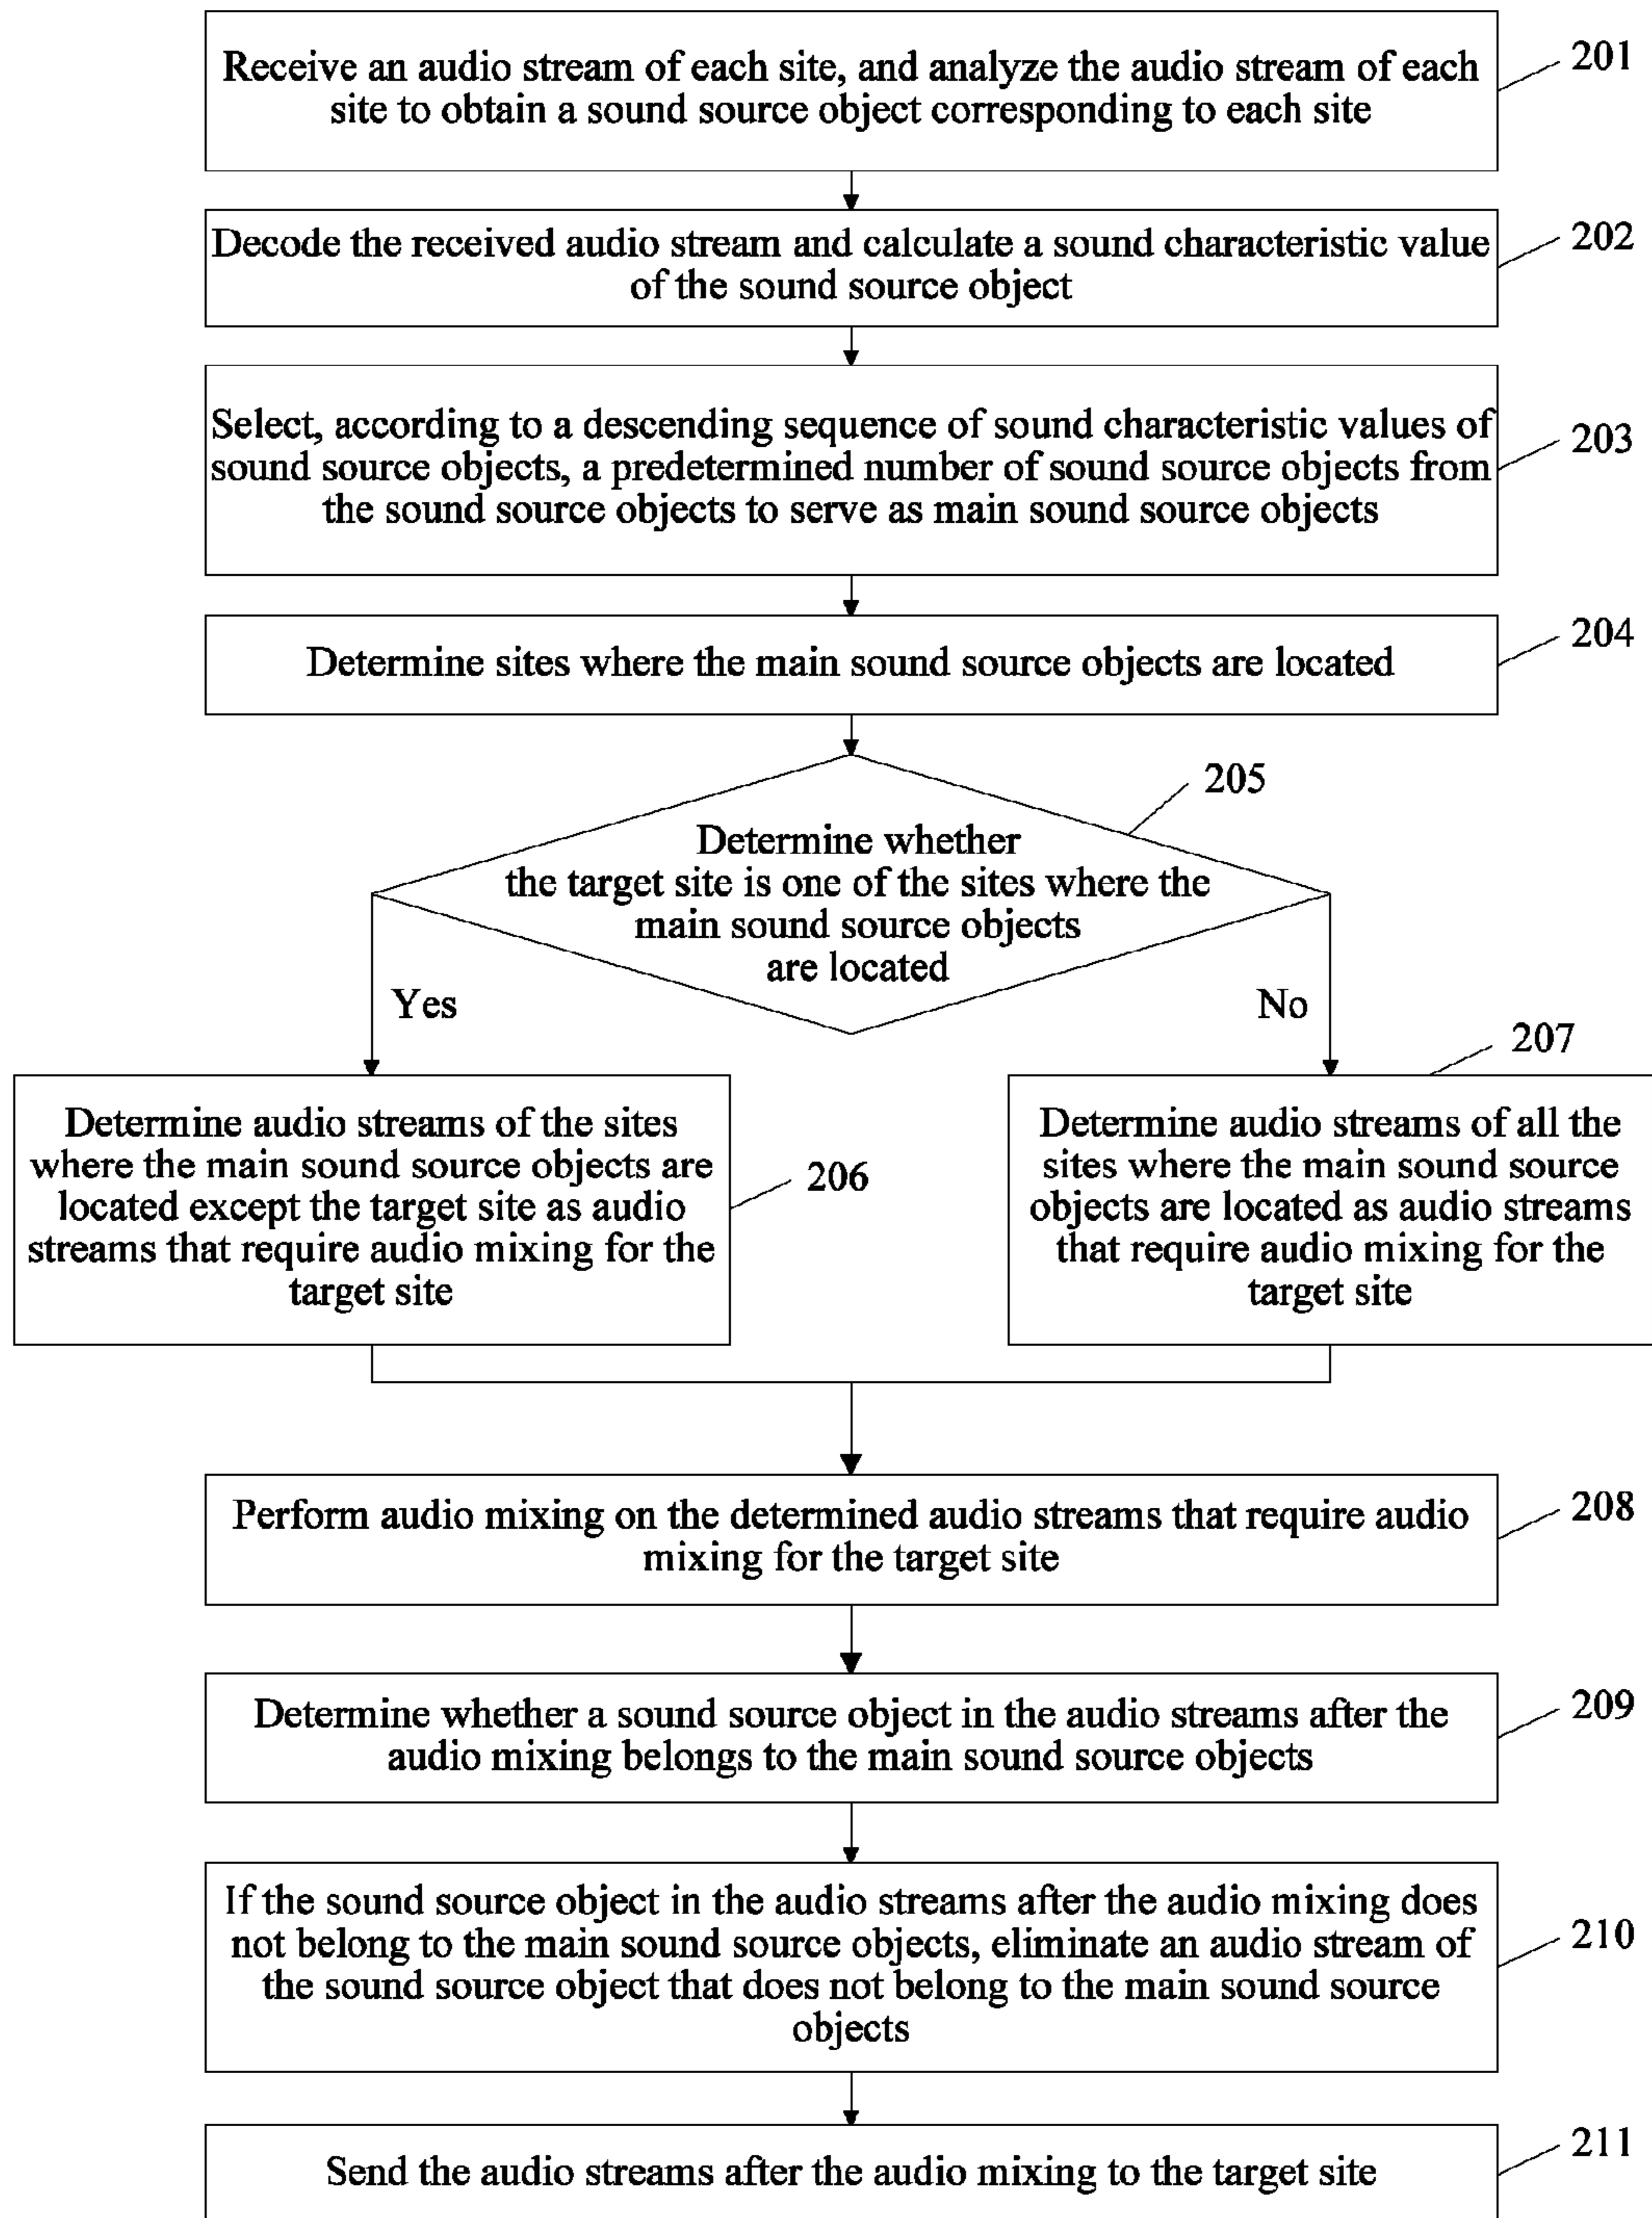 Receive an audio stream of each site, and analyze the audio stream of each
site to obtain a sound source object corresponding to each site
201
Decode the received audio stream and calculate a sound characteristic value
of the sound source object
202
Select, according to a descending sequence of sound characteristic values of
sound source objects, a predetermined number of sound source objects from
the sound source objects to serve as main sound source objects
203
Determine sites where the main sound source objects are located
204
205
Determine whether
the target site is one of the sites where the
main sound source objects
are located
Yes
No
Determine audio streams of the sites
where the main sound source objects are
located except the target site as audio
streams that require audio mixing for the
target site
206
207
Determine audio streams of all the
sites where the main sound source
objects are located as audio streams
that require audio mixing for the
target site
Perform audio mixing on the determined audio streams that require audio
mixing for the target site
208
Determine whether a sound source object in the audio streams after the
audio mixing belongs to the main sound source objects
209
If the sound source object in the audio streams after the audio mixing does
not belong to the main sound source objects, eliminate an audio stream of
the sound source object that does not belong to the main sound source
objects
210
Send the audio streams after the audio mixing to the target site
211